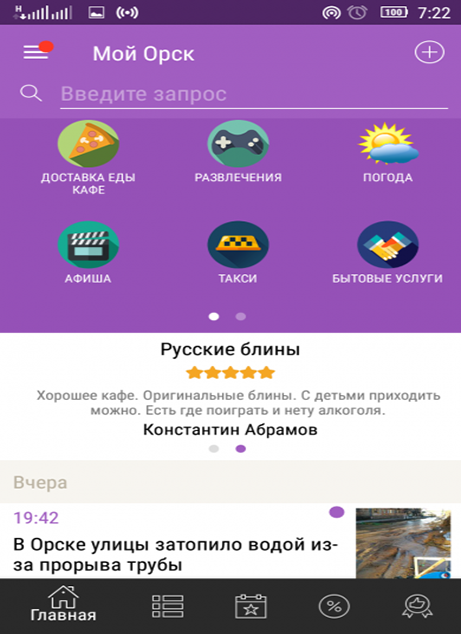 H
100 7:22
Мой Орск
Введите запрос
ДОСТАВКА ЕДЫ
КАФЕ
РАЗВЛЕЧЕНИЯ
ПОГОДА
АФИША
ТАКСИ
БЫТОВЫЕ УСЛУГИ
Русские блины
Хорошее кафе. Оригинальные блины. С детьми приходить
можно. Есть где поиграть и нету алкоголя.
Константин Абрамов
Вчера
19:42
В Орске улицы затопило водой из-
за прорыва трубы
Главная
%